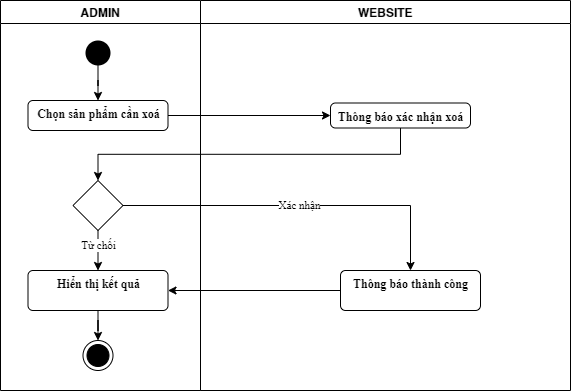 ADMIN
WEBSITE
Chọn sản phẩm cần xoá
Thông báo xác nhận xoá
Xác nhận
Từ chối
Hiển thị kết quả
Thông báo thành công